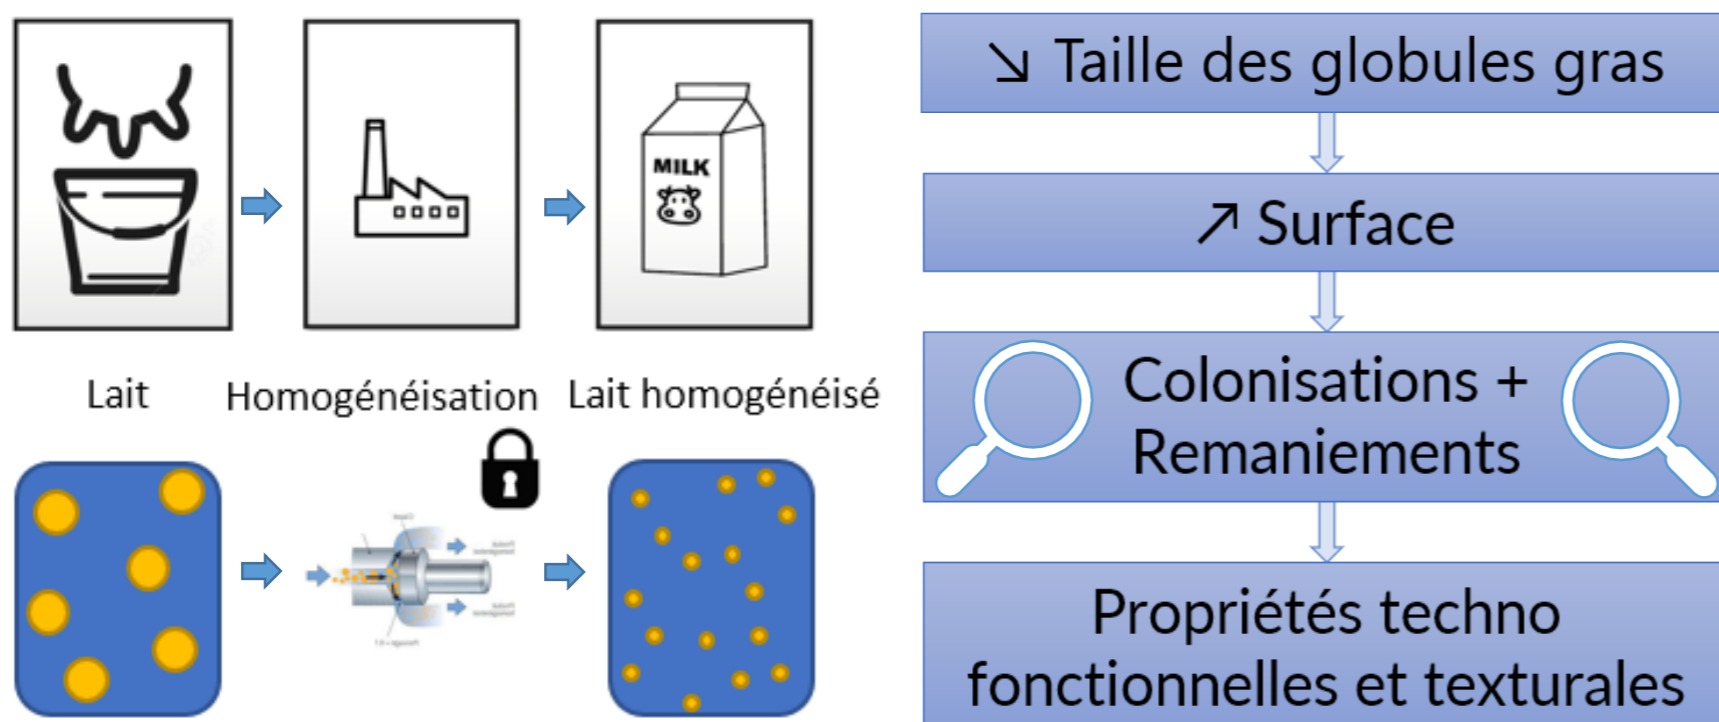 ↘ Taille des globules gras
↗ Surface
Colonisations +
Remaniements
Propriétés techno
fonctionnelles et texturales
MILK
Lait
Homogénéisation
Lait homogénéisé